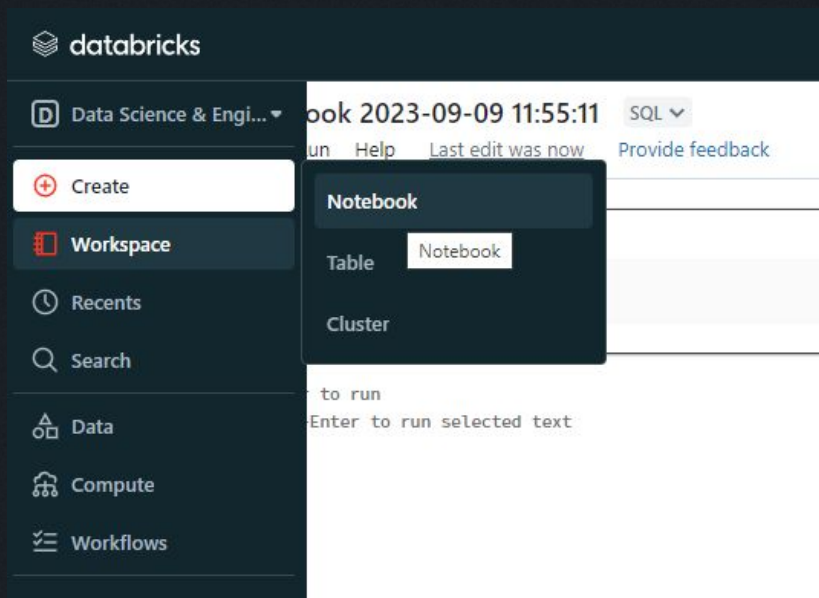 databricks
Data Science & Engi...
ook 2023-09-09 11:55:11 SQL
un Help Last edit was now Provide feedback
Create
Notebook
Workspace
Notebook
Table
Recents
Cluster
Search
to run
Enter to run selected text
Data
Compute
Workflows